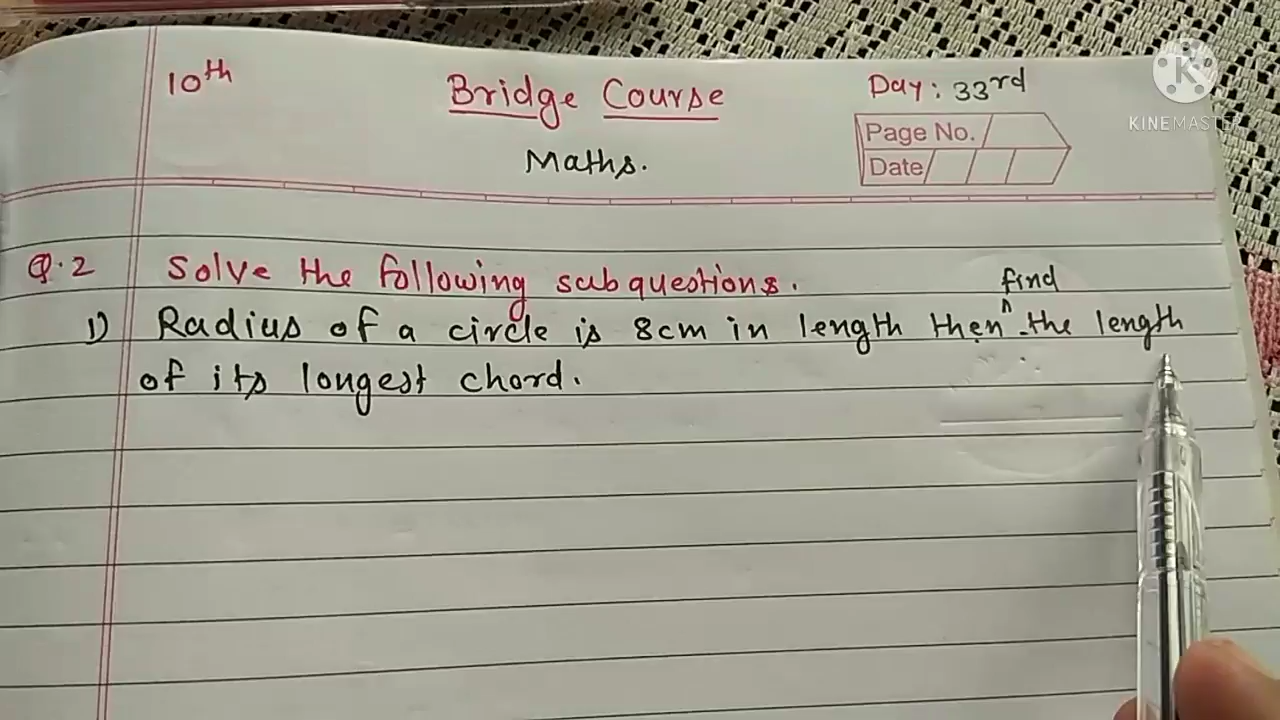 10th
Bridge Course
Day: 33rd
Maths.
Page No.
Date
K
KINEMASTER
Q.2 Solve the following subquestions.
find
1) Radius of a circle is 8cm in length then ^ the length
of its longest chord.